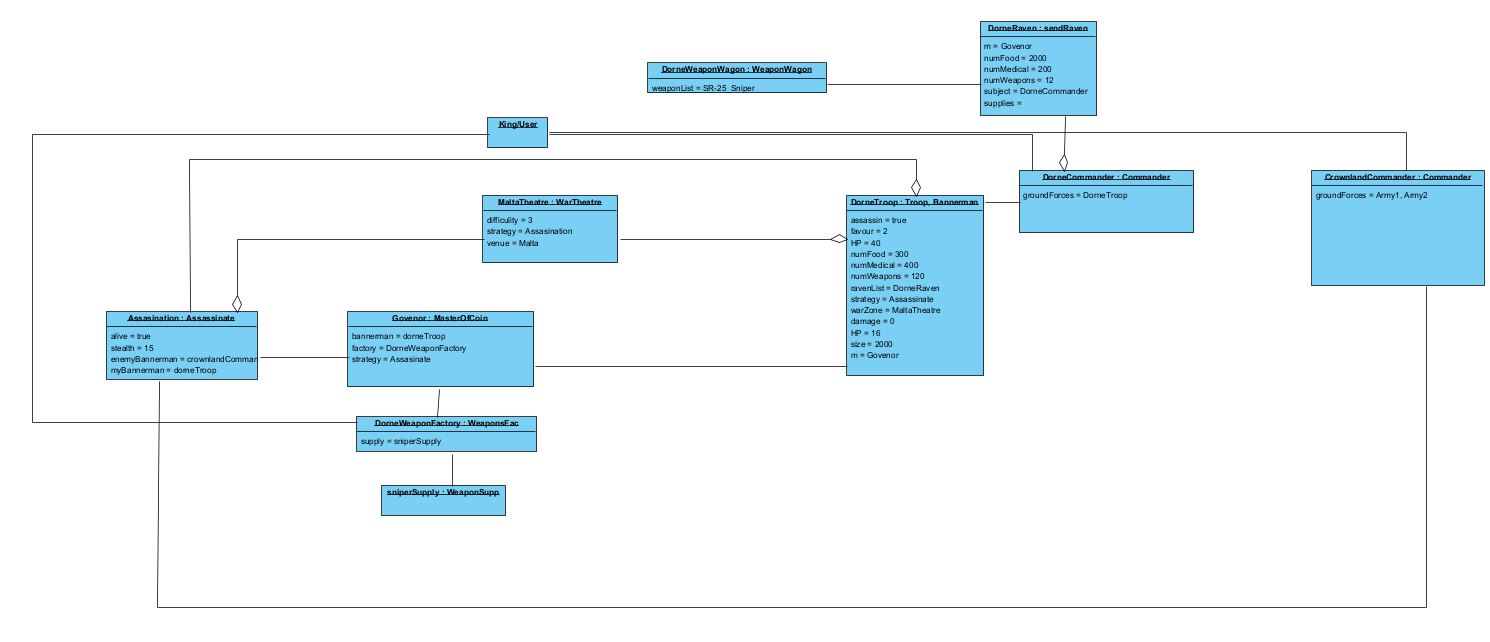 DorneRaven : sendRaven
m = Govenor
numFood = 2000
numMedical = 200
numWeapons = 12
subject = DorneCommander
supplies =
DorneWeaponWagon : WeaponWagon
weaponList = SR-25 Sniper
King/User
DorneCommander : Commander
groundForces = DorneTroop
CrownlandCommander : Commander
groundForces = Army1, Army2
MaltaTheatre : WarTheatre
difficulity = 3
strategy = Assasination
venue = Malta
DorneTroop : Troop, Bannerman
assassin = true
favour = 2
HP = 40
numFood = 300
numMedical = 400
numWeapons = 120
ravenList = DorneRaven
strategy = Assassinate
warZone = MaltaTheatre
damage = 0
HP = 16
size = 2000
m = Govenor
Assasination : Assassinate
alive = true
stealth = 15
enemyBannerman = crownlandCommar
myBannerman = dorneTroop
Govenor : MasterOfCoin
bannerman = dorneTroop
factory = DorneWeaponFactory
strategy = Assasinate
DorneWeaponFactory : WeaponsFac
supply = sniperSupply
sniperSupply : WeaponSupp